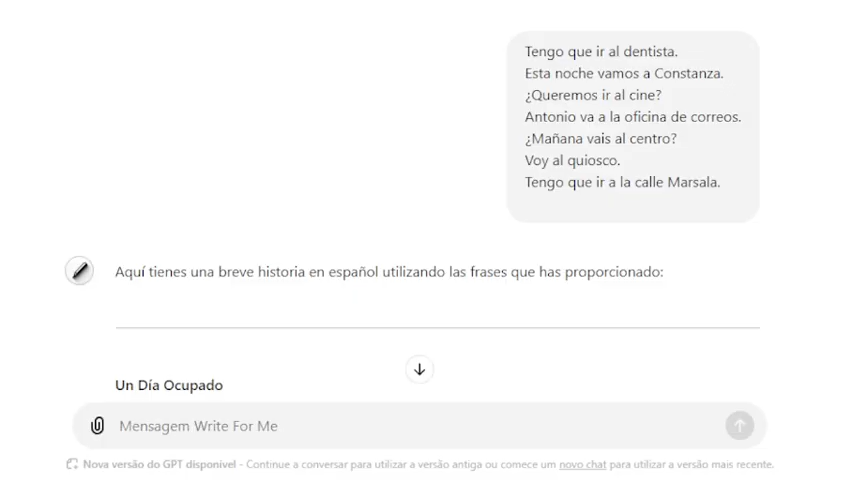 Tengo que ir al dentista.
Esta noche vamos a Constanza.
¿Queremos ir al cine?
Antonio va a la oficina de correos.
¿Mañana vais al centro?
Voy al quiosco.
Tengo que ir a la calle Marsala.
Aquí tienes una breve historia en español utilizando las frases que has proporcionado:
Un Día Ocupado
Mensagem Write For Me
Nova versão do GPT disponível - Continue a conversar para utilizar a versão antiga ou comece um novo chat para utilizar a versão mais recente.